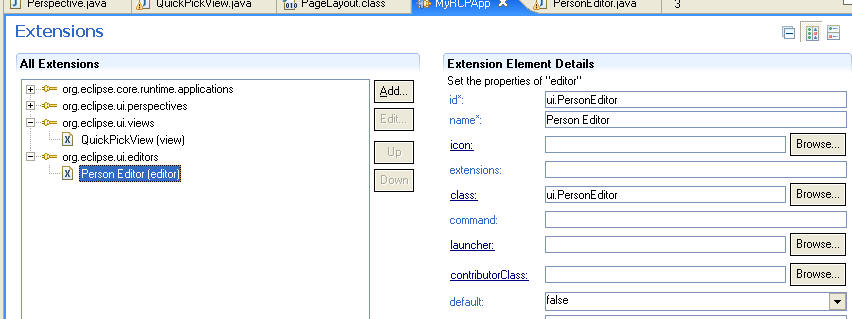 Perspective.java QuickPickView.java PageLayout.class MyRCPApp PersonEditor.java 3
Extensions
All Extensions
org.eclipse.core.runtime.applications
org.eclipse.ui.perspectives
org.eclipse.ui.views
QuickPickView (view)
org.eclipse.ui.editors
Person Editor (editor)
Add...
Edit...
Up
Down
Extension Element Details
Set the properties of "editor"
id*: ui.PersonEditor
name*: Person Editor
icon: Browse...
extensions:
class: ui.PersonEditor Browse...
command:
launcher: Browse...
contributorClass: Browse...
default: false